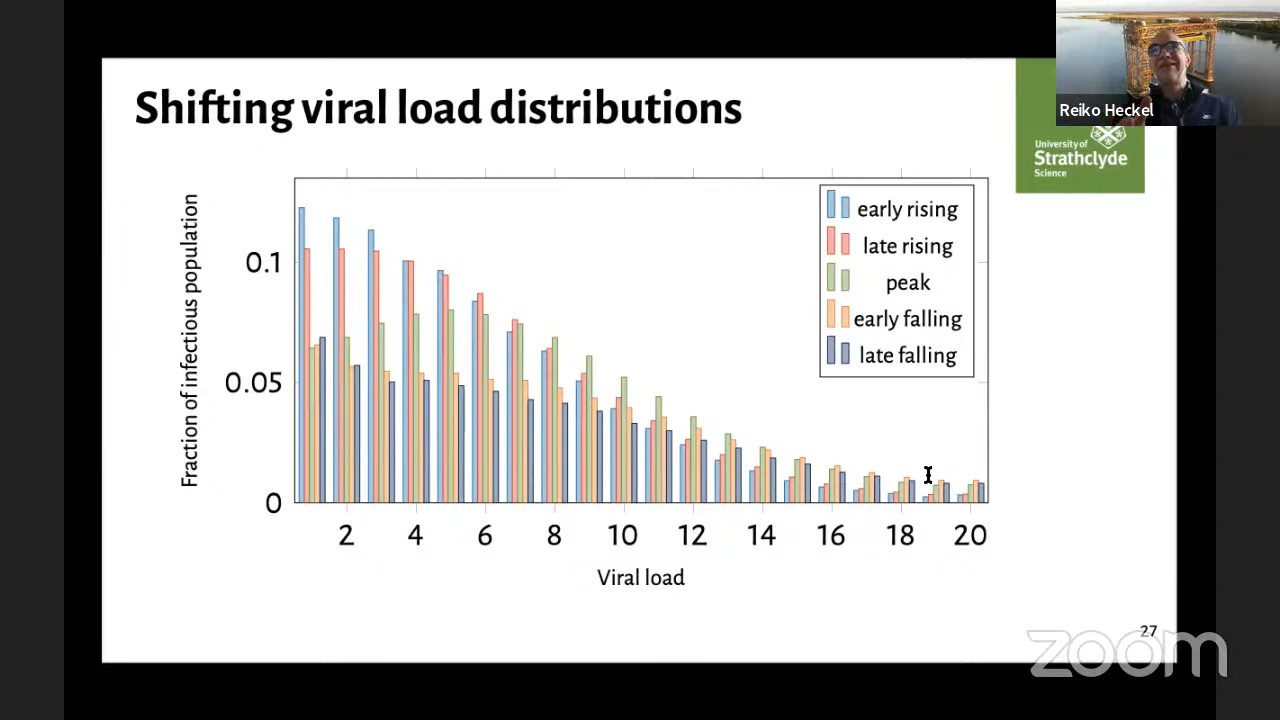 Shifting viral load distributions
Reiko Heckel
University of
Strathclyde
Science
Fraction of infectious population
0.1
0.05
0
early rising
late rising
peak
early falling
late falling
2 4 6 8 10 12 14 16 18 20
Viral load
27
zoom